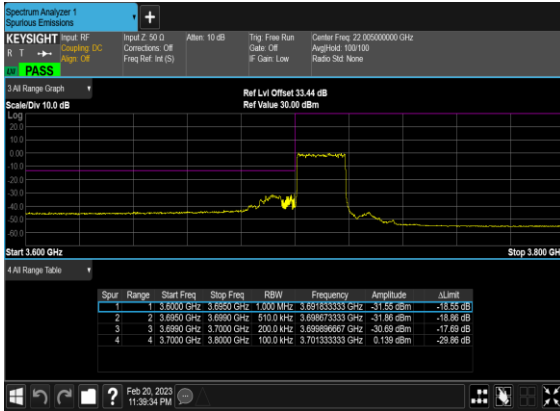 Spectrum Analyzer 1
Spurious Emissions
+
KEYSIGHT Input: RF Input Z: 50 Ω Atten: 10 dB Trig: Free Run Center Freq: 22.005000000 GHz
R T Coupling: DC Corrections: Off Gate: Off Avg|Hold: 100/100
Align: Off Freq Ref: Int (S) IF Gain: Low Radio Std: None
PASS
3 All Range Graph Ref Lvl Offset 33.44 dB
Scale/Div 10.0 dB Ref Value 30.00 dBm
Log
20.0
10.0
0.00
-10.0
-20.0
-30.0
-40.0
-50.0
-60.0
Start 3.600 GHz Stop 3.800 GH
4 All Range Table
Spur Range Start Freq Stop Freq RBW Frequency Amplitude ΔLimit
1 1 3.6000 GHz 3.6950 GHz 1.000 MHz 3.691833333 GHz -31.55 dBm -18.55 dB
2 2 3.6950 GHz 3.6990 GHz 510.0 kHz 3.698673333 GHz -31.86 dBm -18.86 dB
3 3 3.6990 GHz 3.7000 GHz 200.0 kHz 3.699896667 GHz -30.69 dBm -17.69 dB
4 4 3.7000 GHz 3.8000 GHz 100.0 kHz 3.701333333 GHz 0.139 dBm -29.86 dB
? Feb 20, 2023
11:39:34 PM